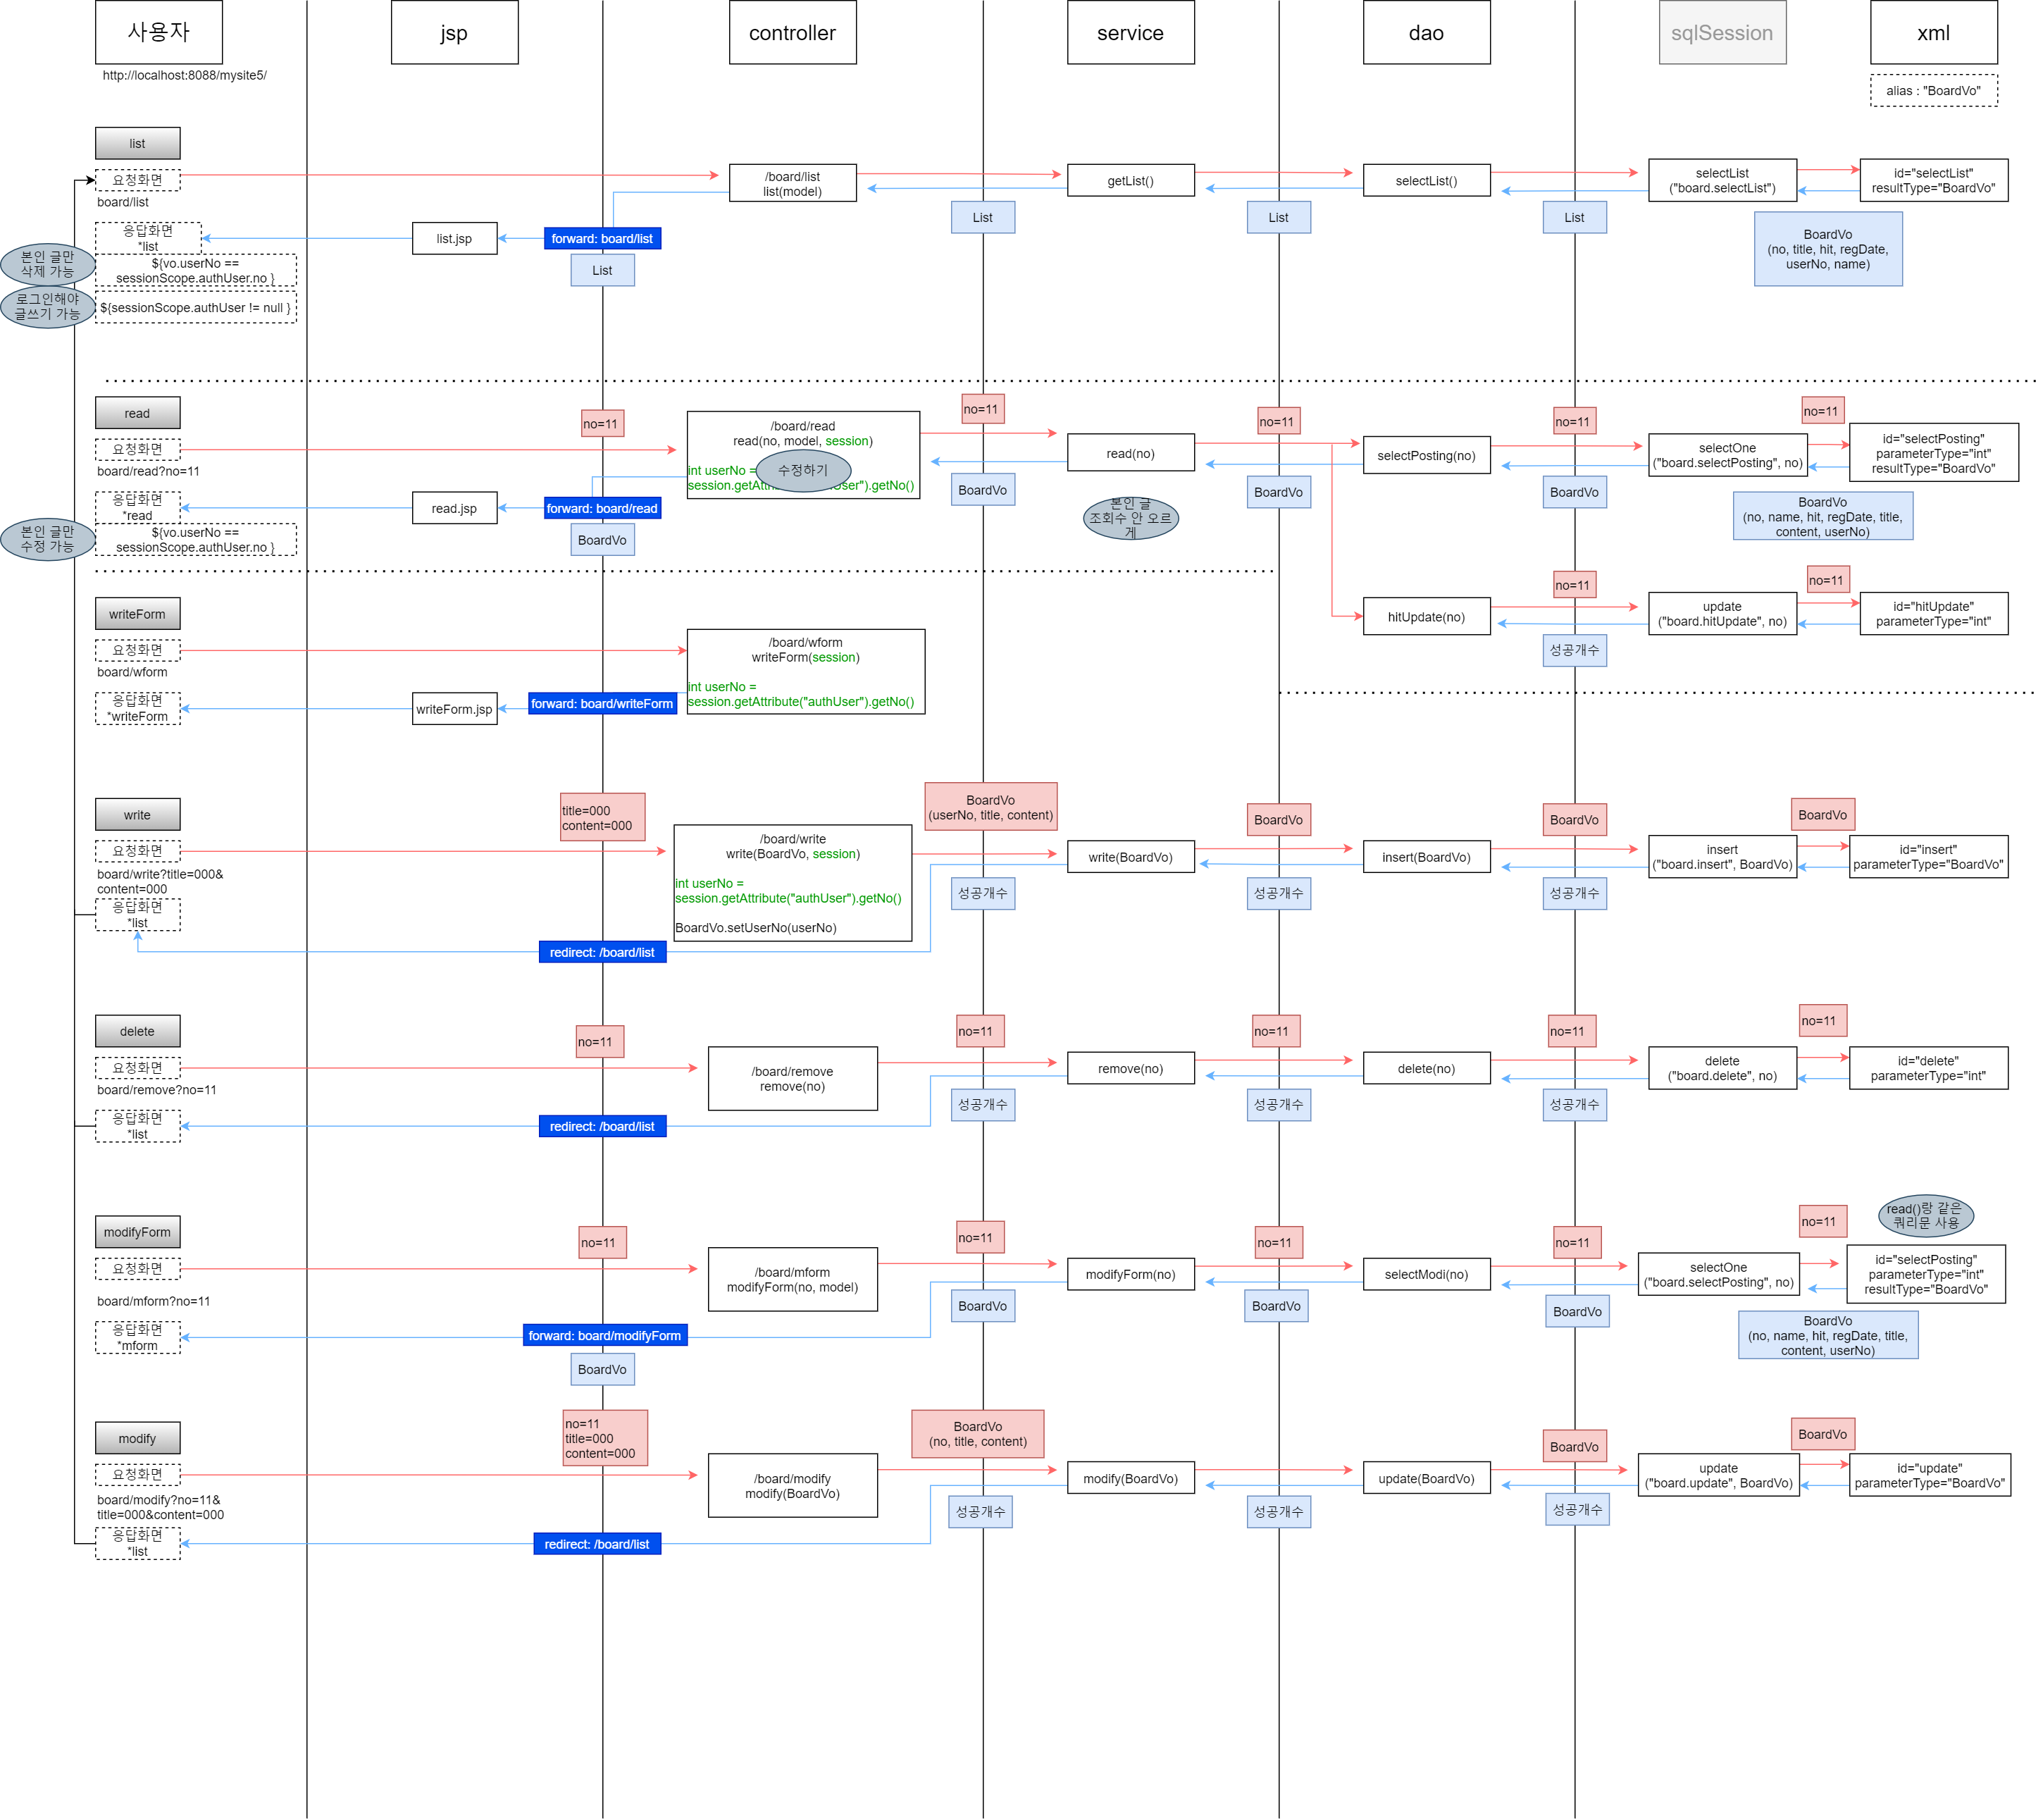 사용자
jsp
controller
service
dao
sqlSession
xml
http://localhost:8088/mysite5/
alias : "BoardVo"
list
요청화면
board/list
/board/list
list(model)
getList()
selectList()
selectList
("board.selectList")
id="selectList"
resultType="BoardVo"
List
List
List
BoardVo
(no, title, hit, regDate,
userNo, name)
응답화면
*list
list.jsp
forward: board/list
List
본인 글만
삭제 가능
${vo.userNo ==
sessionScope.authUser.no }
로그인해야
글쓰기 가능
${sessionScope.authUser != null }
read
요청화면
board/read?no=11
no=11
/board/read
read(no, model, session)
int userNo =
session.getAttri
User").getNo()
수정하기
no=11
read(no)
no=11
selectPosting(no)
no=11
selectOne
("board.selectPosting", no)
no=11
id="selectPosting"
parameterType="int"
resultType="BoardVo"
BoardVo
BoardVo
BoardVo
BoardVo
(no, name, hit, regDate, title,
content, userNo)
본인 글
조회수 안 오르
게
응답화면
*read
read.jsp
forward: board/read
BoardVo
본인 글만
수정 가능
${vo.userNo ==
sessionScope.authUser.no }
hitUpdate(no)
no=11
update
("board.hitUpdate", no)
no=11
id="hitUpdate"
parameterType="int"
성공개수
writeForm
요청화면
board/wform
/board/wform
writeForm(session)
int userNo =
session.getAttribute("authUser").getNo()
응답화면
*writeForm
writeForm.jsp
forward: board/writeForm
write
요청화면
board/write?title=000&
content=000
title=000
content=000
/board/write
write(BoardVo, session)
int userNo =
session.getAttribute("authUser").getNo()
BoardVo.setUserNo(userNo)
BoardVo
(userNo, title, content)
write(BoardVo)
BoardVo
insert(BoardVo)
BoardVo
insert
("board.insert", BoardVo)
BoardVo
id="insert"
parameterType="BoardVo"
성공개수
성공개수
성공개수
응답화면
*list
redirect: /board/list
delete
요청화면
board/remove?no=11
no=11
/board/remove
remove(no)
no=11
remove(no)
no=11
delete(no)
no=11
delete
("board.delete", no)
no=11
id="delete"
parameterType="int"
성공개수
성공개수
성공개수
응답화면
*list
redirect: /board/list
modifyForm
요청화면
board/mform?no=11
no=11
/board/mform
modifyForm(no, model)
no=11
modifyForm(no)
no=11
selectModi(no)
no=11
selectOne
("board.selectPosting", no)
no=11
read()랑 같은
쿼리문 사용
id="selectPosting"
parameterType="int"
resultType="BoardVo"
BoardVo
BoardVo
BoardVo
BoardVo
(no, name, hit, regDate, title,
content, userNo)
응답화면
*mform
forward: board/modifyForm
BoardVo
modify
요청화면
board/modify?no=11&
title=000&content=000
no=11
title=000
content=000
/board/modify
modify(BoardVo)
BoardVo
(no, title, content)
modify(BoardVo)
update(BoardVo)
BoardVo
update
("board.update", BoardVo)
BoardVo
id="update"
parameterType="BoardVo"
성공개수
성공개수
성공개수
응답화면
*list
redirect: /board/list